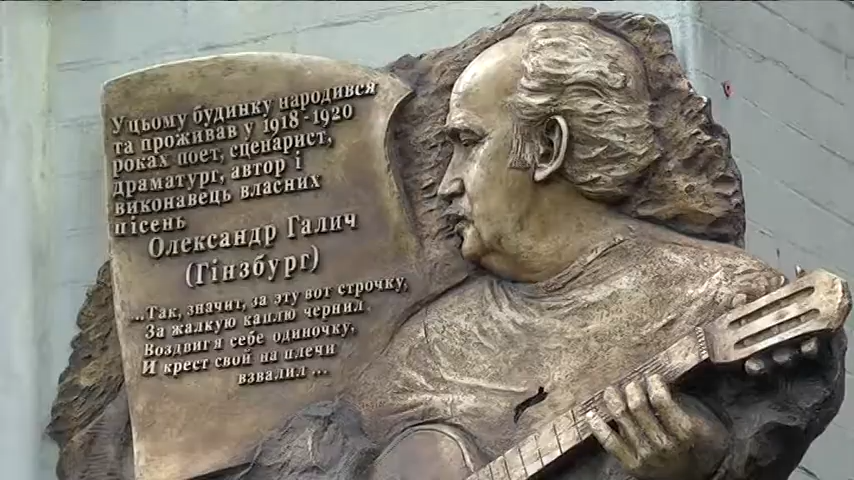 У цьому будинку народився
та проживав у 1918-1920
роках поет, сценарист,
драматург, автор і
виконавець власних
пісень
Олександр Галич
(Гінзбург)
...Так, значит, за эту вот строчку,
За жалкую каплю чернил
Воздвиг я себе одиночку,
И крест свой на плечи
взвалил ...